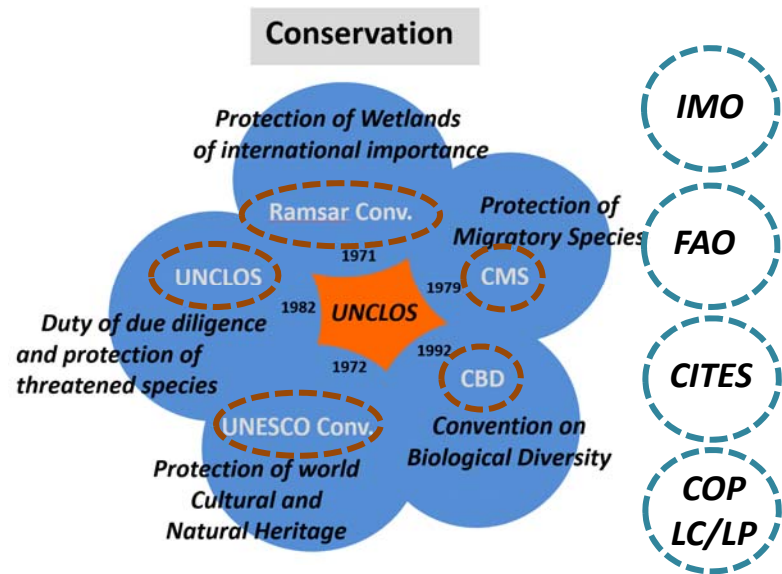 Conservation
Protection of Wetlands
of international importance
Ramsar Conv.
1971
Protection of
Migratory Species
CMS
1979
UNCLOS
1982
Duty of due diligence
and protection of
threatened species
UNCLOS
1992
CBD
Convention on
Biological Diversity
1972
UNESCO Conv.
Protection of world
Cultural and
Natural Heritage
IMO
FAO
CITES
COP
LC/LP